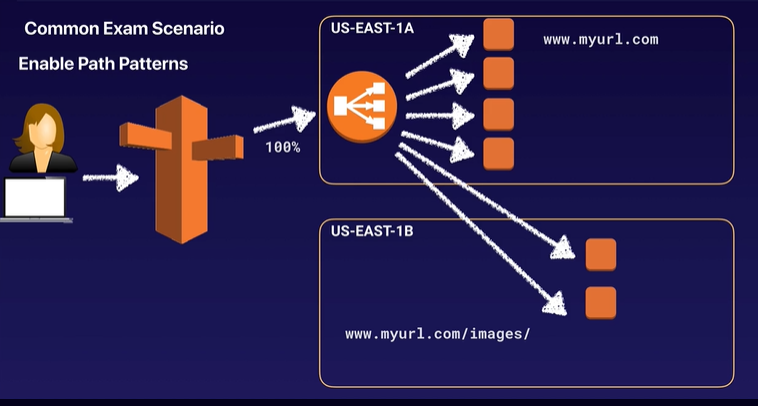 Common Exam Scenario
Enable Path Patterns
100%
US-EAST-1A
www.myurl.com
US-EAST-1B
www.myurl.com/images/